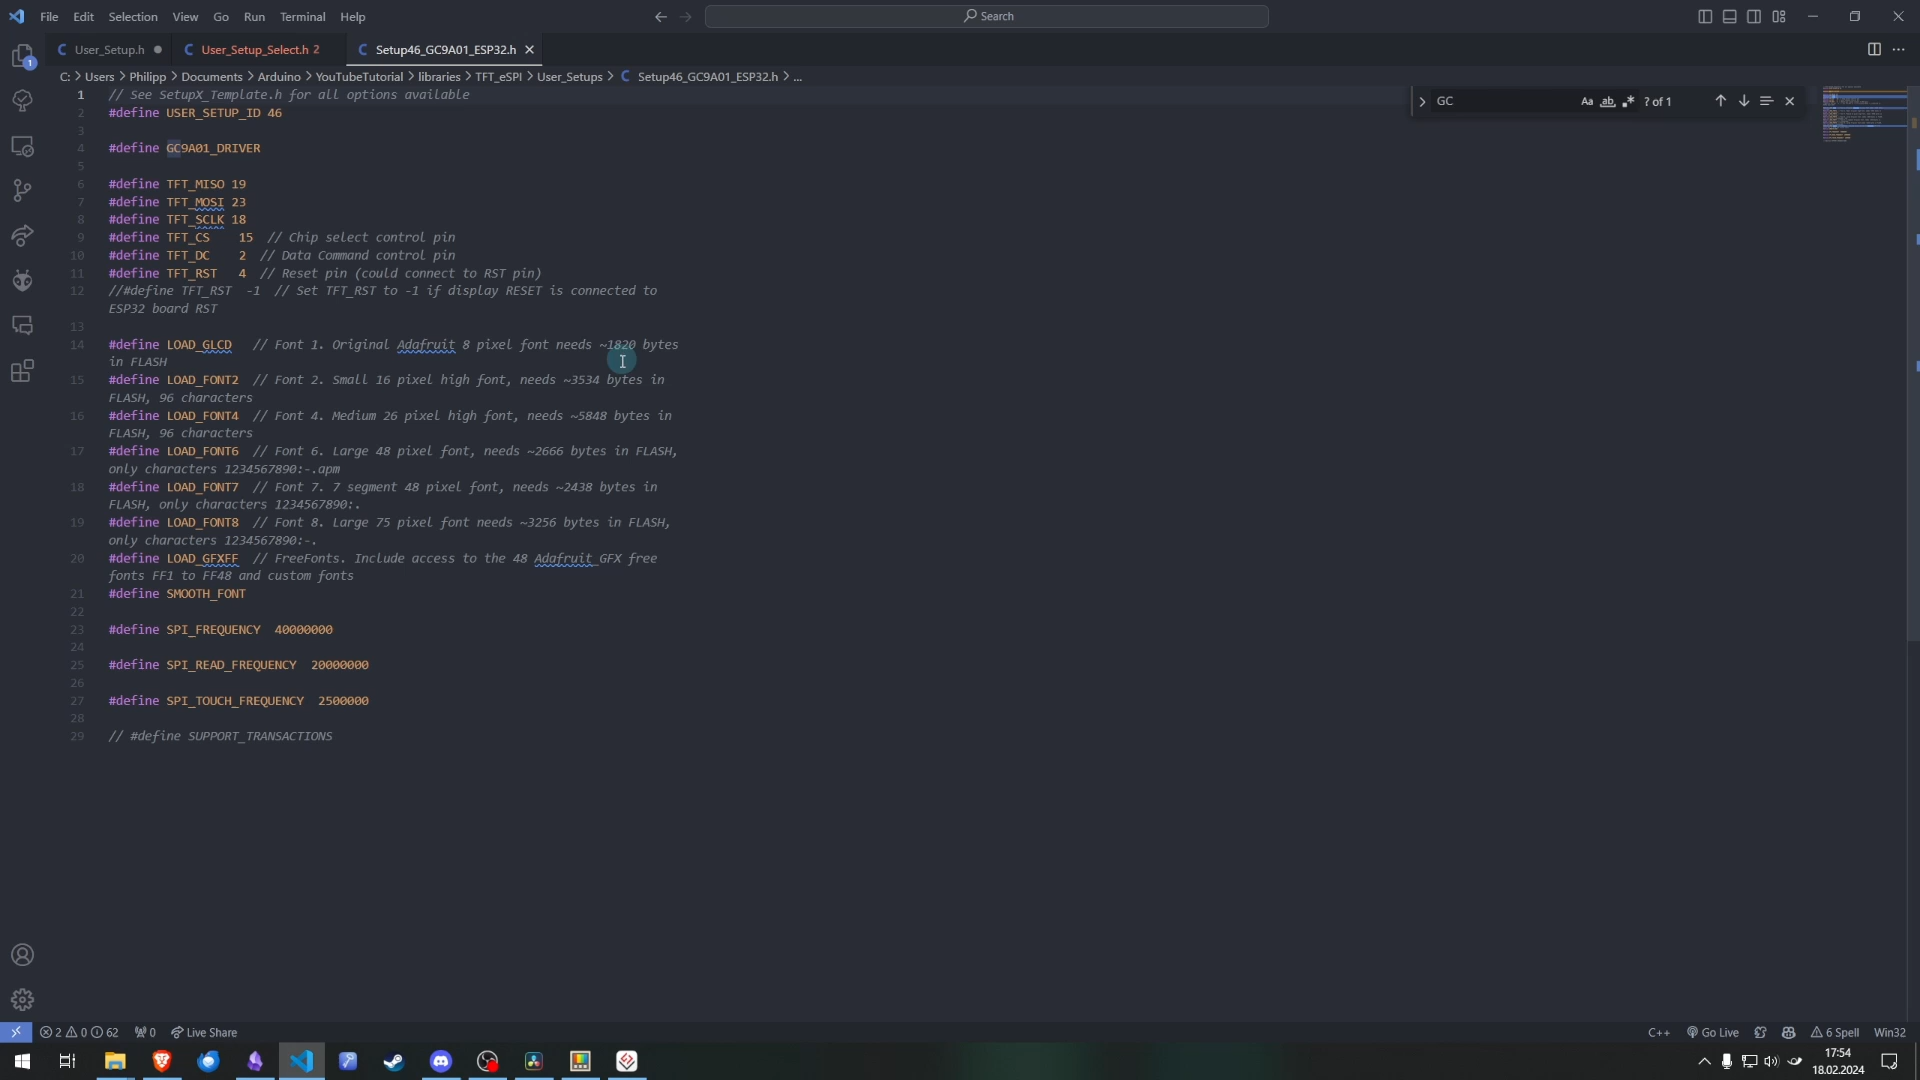 File Edit Selection View Go Run Terminal Help
Search
User_Setup.h
User_Setup_Select.h 2
Setup46_GC9A01_ESP32.h
C: > Users > Philipp > Documents > Arduino > YouTubeTutorial > libraries > TFT_eSPI > User_Setups > Setup46_GC9A01_ESP32.h > ...
GC
Aa ab .* ? of 1
1 // See SetupX_Template.h for all options available
2 #define USER_SETUP_ID 46
3
4 #define GC9A01_DRIVER
5
6 #define TFT_MISO 19
7 #define TFT_MOSI 23
8 #define TFT_SCLK 18
9 #define TFT_CS    15  // Chip select control pin
10 #define TFT_DC    2  // Data Command control pin
11 #define TFT_RST   4  // Reset pin (could connect to RST pin)
12 //#define TFT_RST  -1  // Set TFT_RST to -1 if display RESET is connected to
ESP32 board RST
13
14 #define LOAD_GLCD   // Font 1. Original Adafruit 8 pixel font needs ~1820 bytes
in FLASH
15 #define LOAD_FONT2  // Font 2. Small 16 pixel high font, needs ~3534 bytes in
FLASH, 96 characters
16 #define LOAD_FONT4  // Font 4. Medium 26 pixel high font, needs ~5848 bytes in
FLASH, 96 characters
17 #define LOAD_FONT6  // Font 6. Large 48 pixel font, needs ~2666 bytes in FLASH,
only characters 1234567890:-.apm
18 #define LOAD_FONT7  // Font 7. 7 segment 48 pixel font, needs ~2438 bytes in
FLASH, only characters 1234567890:.
19 #define LOAD_FONT8  // Font 8. Large 75 pixel font needs ~3256 bytes in FLASH,
only characters 1234567890:-.
20 #define LOAD_GFXFF  // FreeFonts. Include access to the 48 Adafruit_GFX free
fonts FF1 to FF48 and custom fonts
21 #define SMOOTH_FONT
22
23 #define SPI_FREQUENCY  40000000
24
25 #define SPI_READ_FREQUENCY  20000000
26
27 #define SPI_TOUCH_FREQUENCY  2500000
28
29 // #define SUPPORT_TRANSACTIONS
1
2 0 62 0 Live Share
C++ Go Live 6 Spell Win32
17:54
18.02.2024